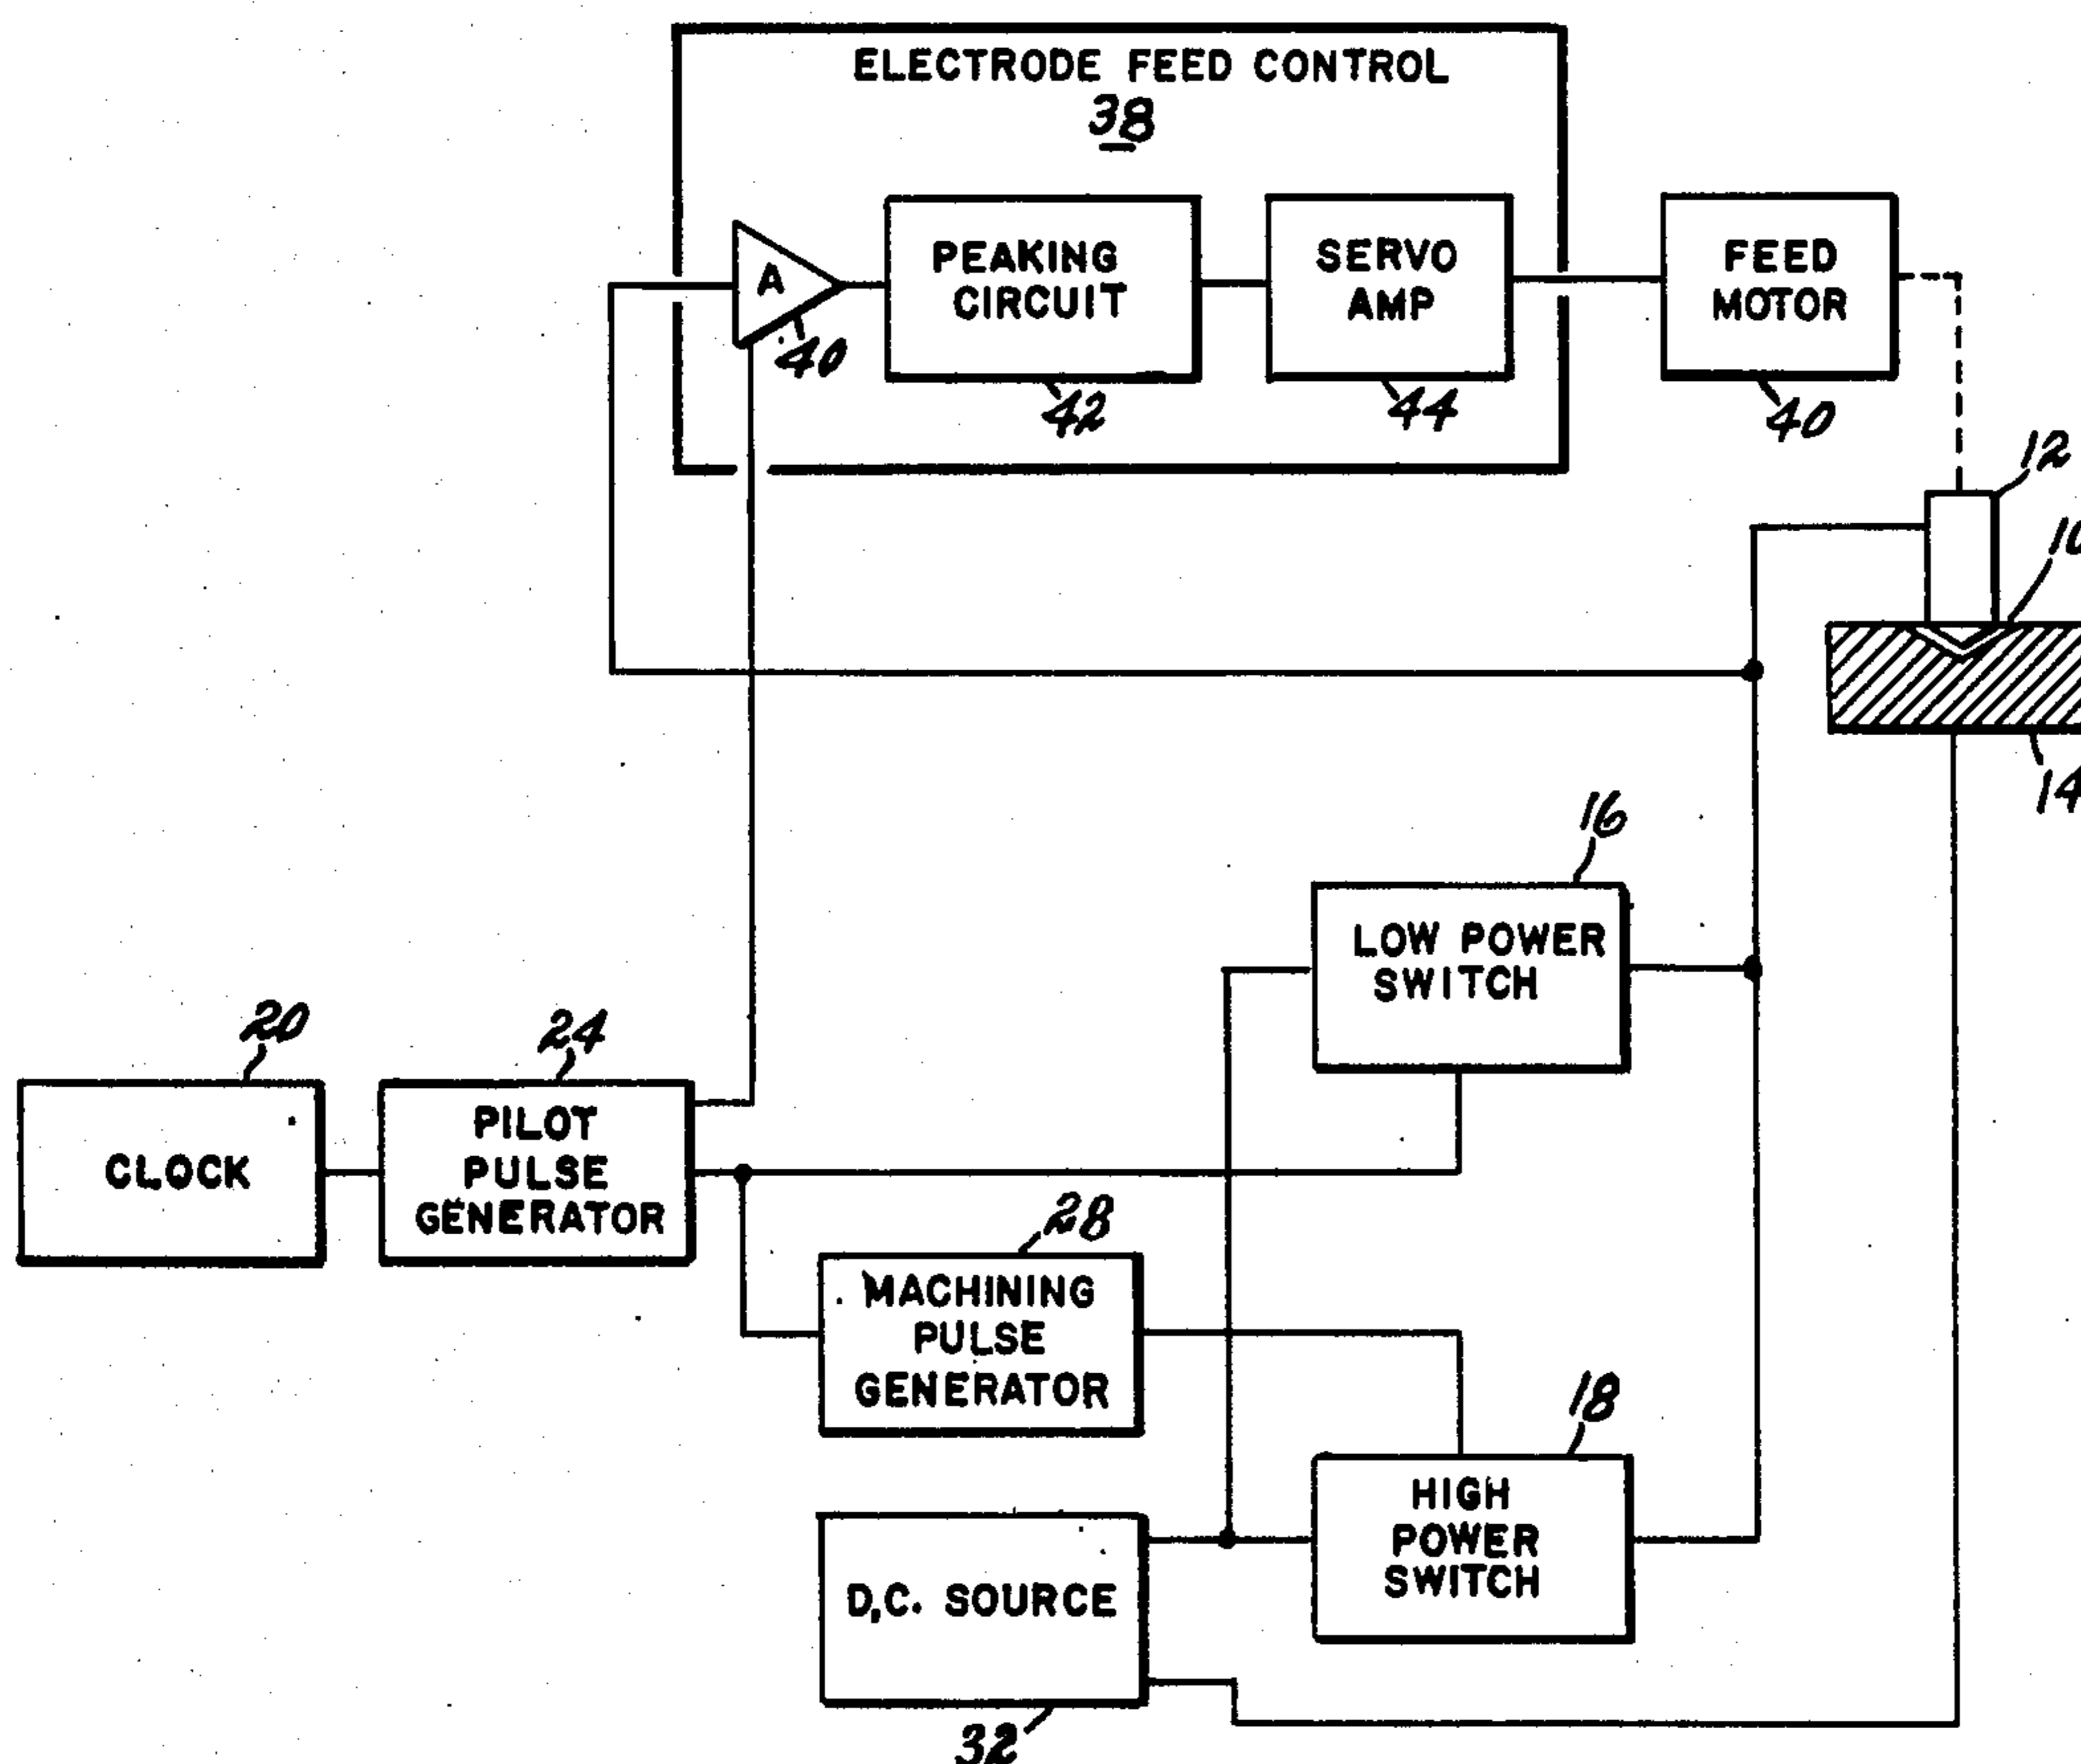 ELECTRODE FEED CONTROL
38
A
40
PEAKING
CIRCUIT
42
SERVO
AMP
44
FEED
MOTOR
40
12
10
14
16
LOW POWER
SWITCH
20
CLOCK
24
PILOT
PULSE
GENERATOR
28
MACHINING
PULSE
GENERATOR
18
HIGH
POWER
SWITCH
D.C. SOURCE
32